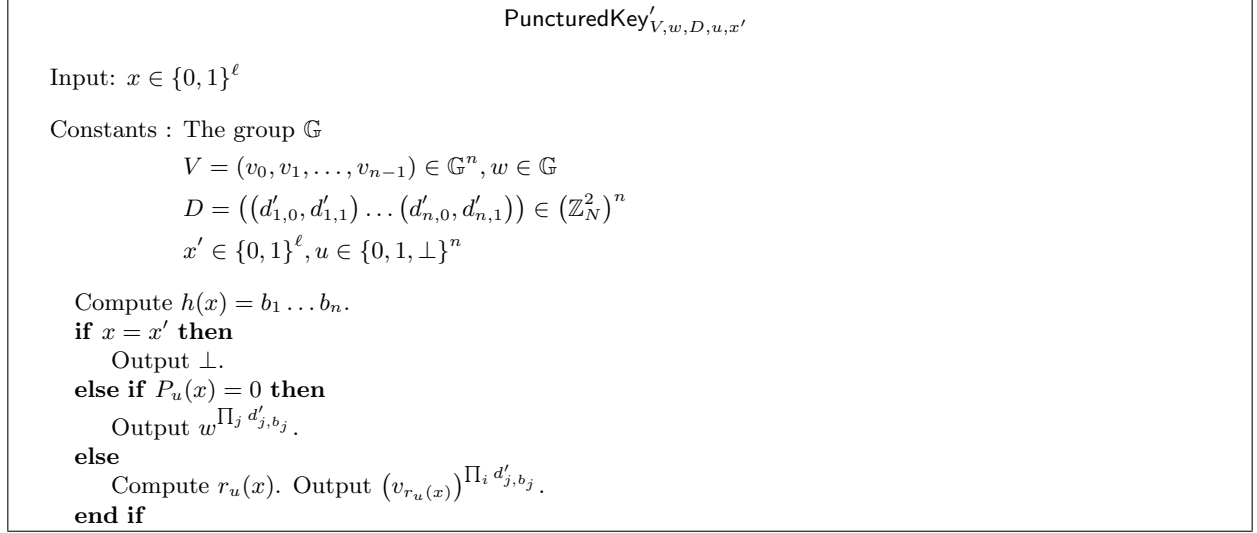 PuncturedKey′_{V,w,D,u,x′}
Input: x ∈ {0, 1}^ℓ
Constants : The group 𝔾
V = (v_0, v_1, . . . , v_{n−1}) ∈ 𝔾^n, w ∈ 𝔾
D = ((d′_{1,0}, d′_{1,1}) . . . (d′_{n,0}, d′_{n,1})) ∈ (ℤ_N^2)^n
x′ ∈ {0, 1}^ℓ, u ∈ {0, 1, ⊥}^n
Compute h(x) = b_1 . . . b_n.
if x = x′ then
Output ⊥.
else if P_u(x) = 0 then
Output w^{∏_j d′_{j,b_j}}.
else
Compute r_u(x). Output (v_{r_u(x)})^{∏_i d′_{j,b_j}}.
end if